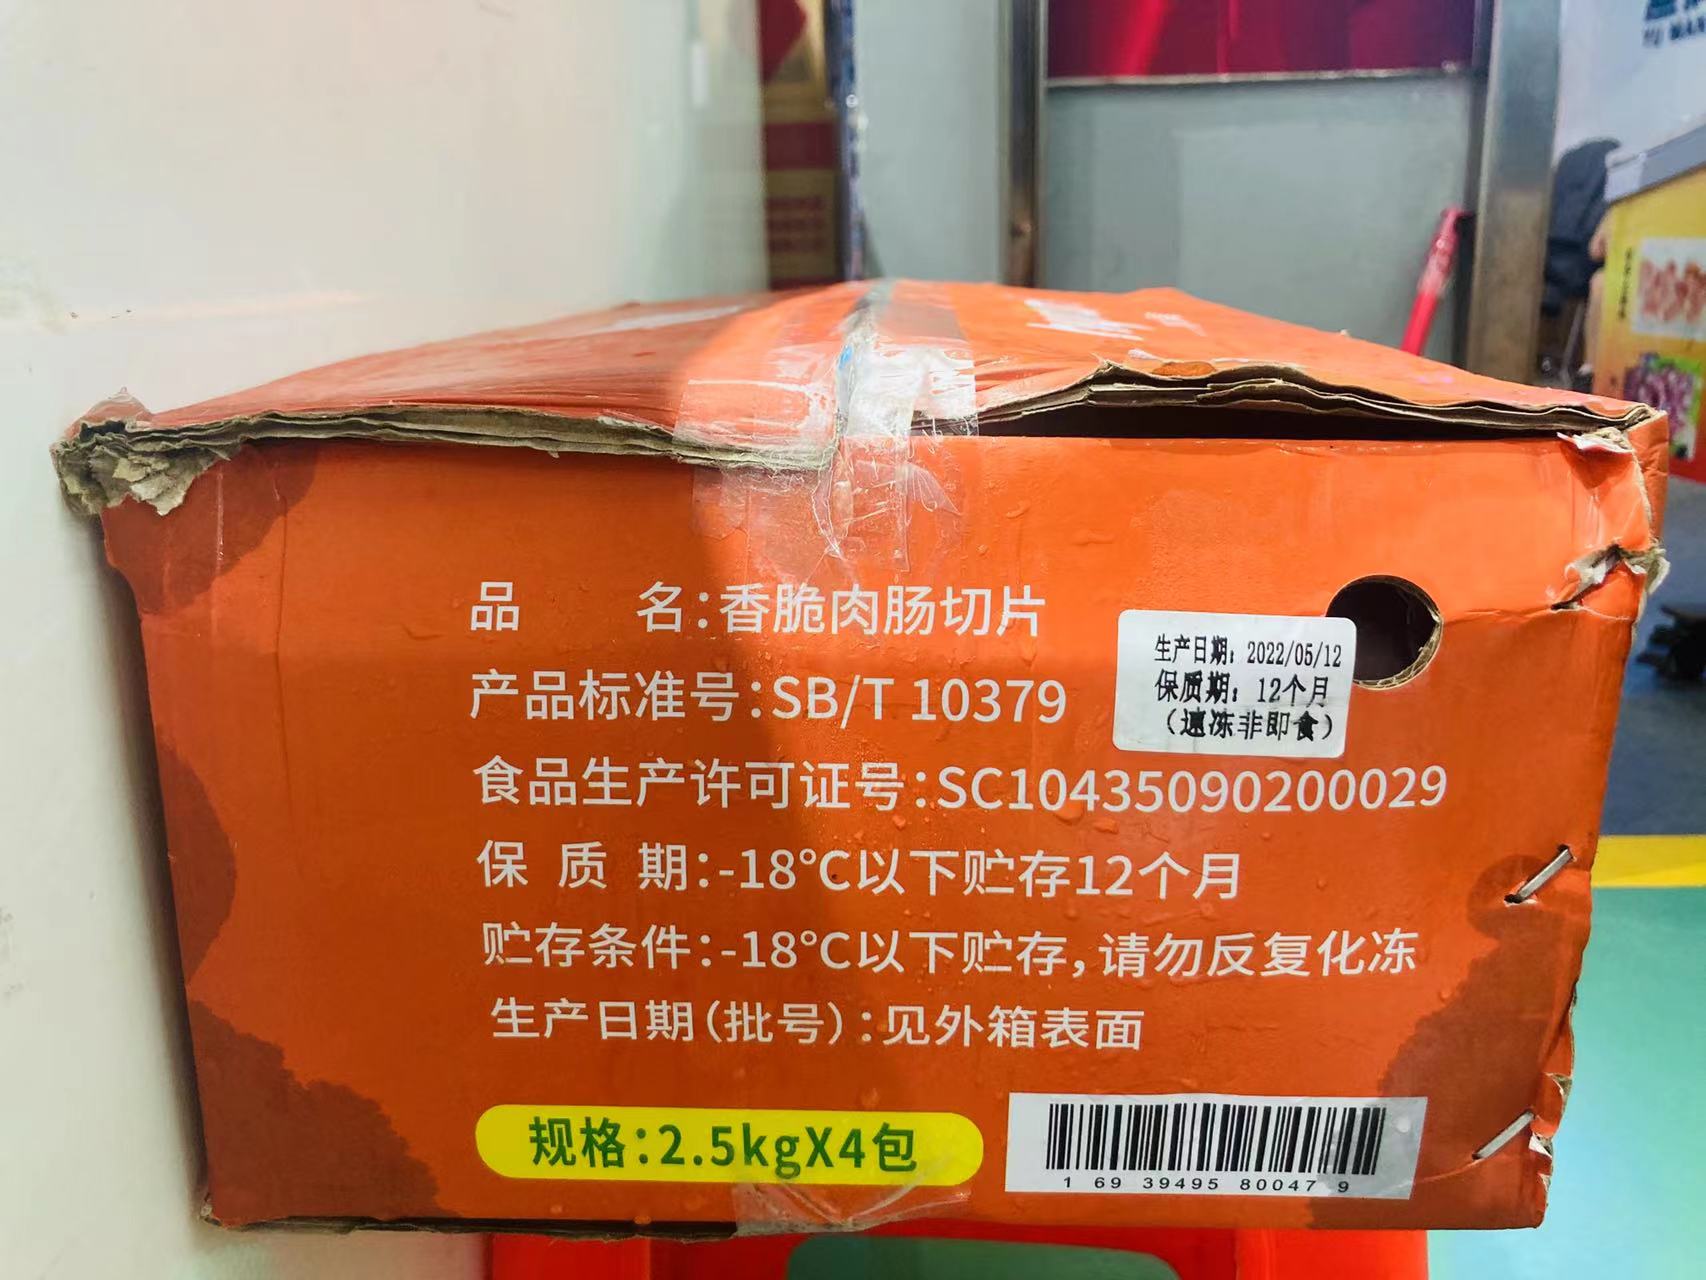 品 名：香脆肉肠切片
产品标准号：SB/T 10379
食品生产许可证号：SC10435090200029
保 质 期：-18℃以下贮存12个月
贮存条件：-18℃以下贮存，请勿反复化冻
生产日期（批号）：见外箱表面
规格：2.5kgX4包
生产日期：2022/05/12
保质期：12个月
（速冻非即食）
1 69 39495 80047 9
YU MAN